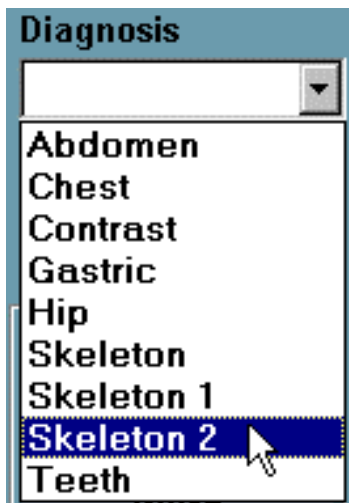 Diagnosis
Abdomen
Chest
Contrast
Gastric
Hip
Skeleton
Skeleton 1
Skeleton 2
Teeth